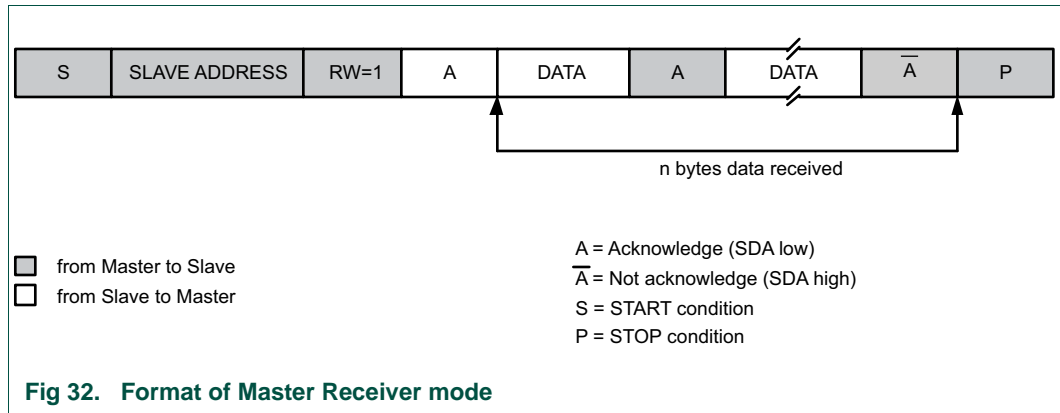 S SLAVE ADDRESS RW=1 A DATA A DATA A̅ P
n bytes data received
from Master to Slave
from Slave to Master
A = Acknowledge (SDA low)
A̅ = Not acknowledge (SDA high)
S = START condition
P = STOP condition
Fig 32. Format of Master Receiver mode